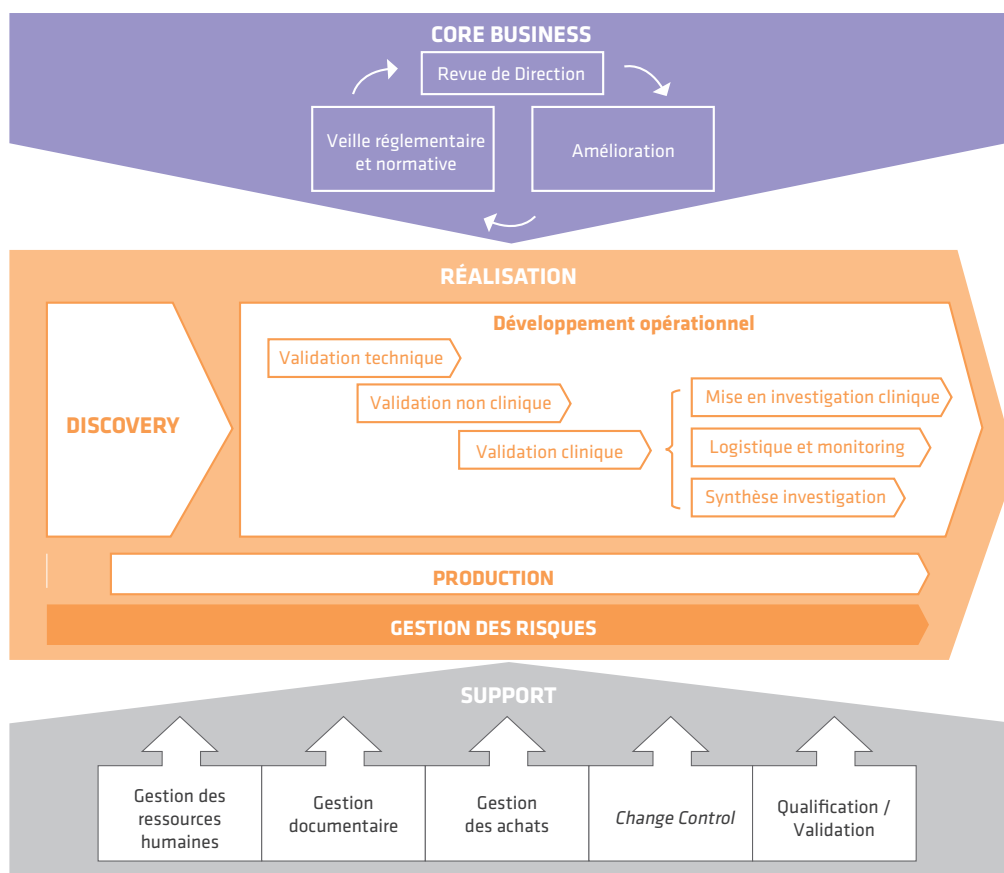 CORE BUSINESS
Revue de Direction
Veille réglementaire
et normative
Amélioration
RÉALISATION
DISCOVERY
Développement opérationnel
Validation technique
Validation non clinique
Validation clinique
Mise en investigation clinique
Logistique et monitoring
Synthèse investigation
PRODUCTION
GESTION DES RISQUES
SUPPORT
Gestion des
ressources
humaines
Gestion
documentaire
Gestion
des achats
Change Control
Qualification /
Validation